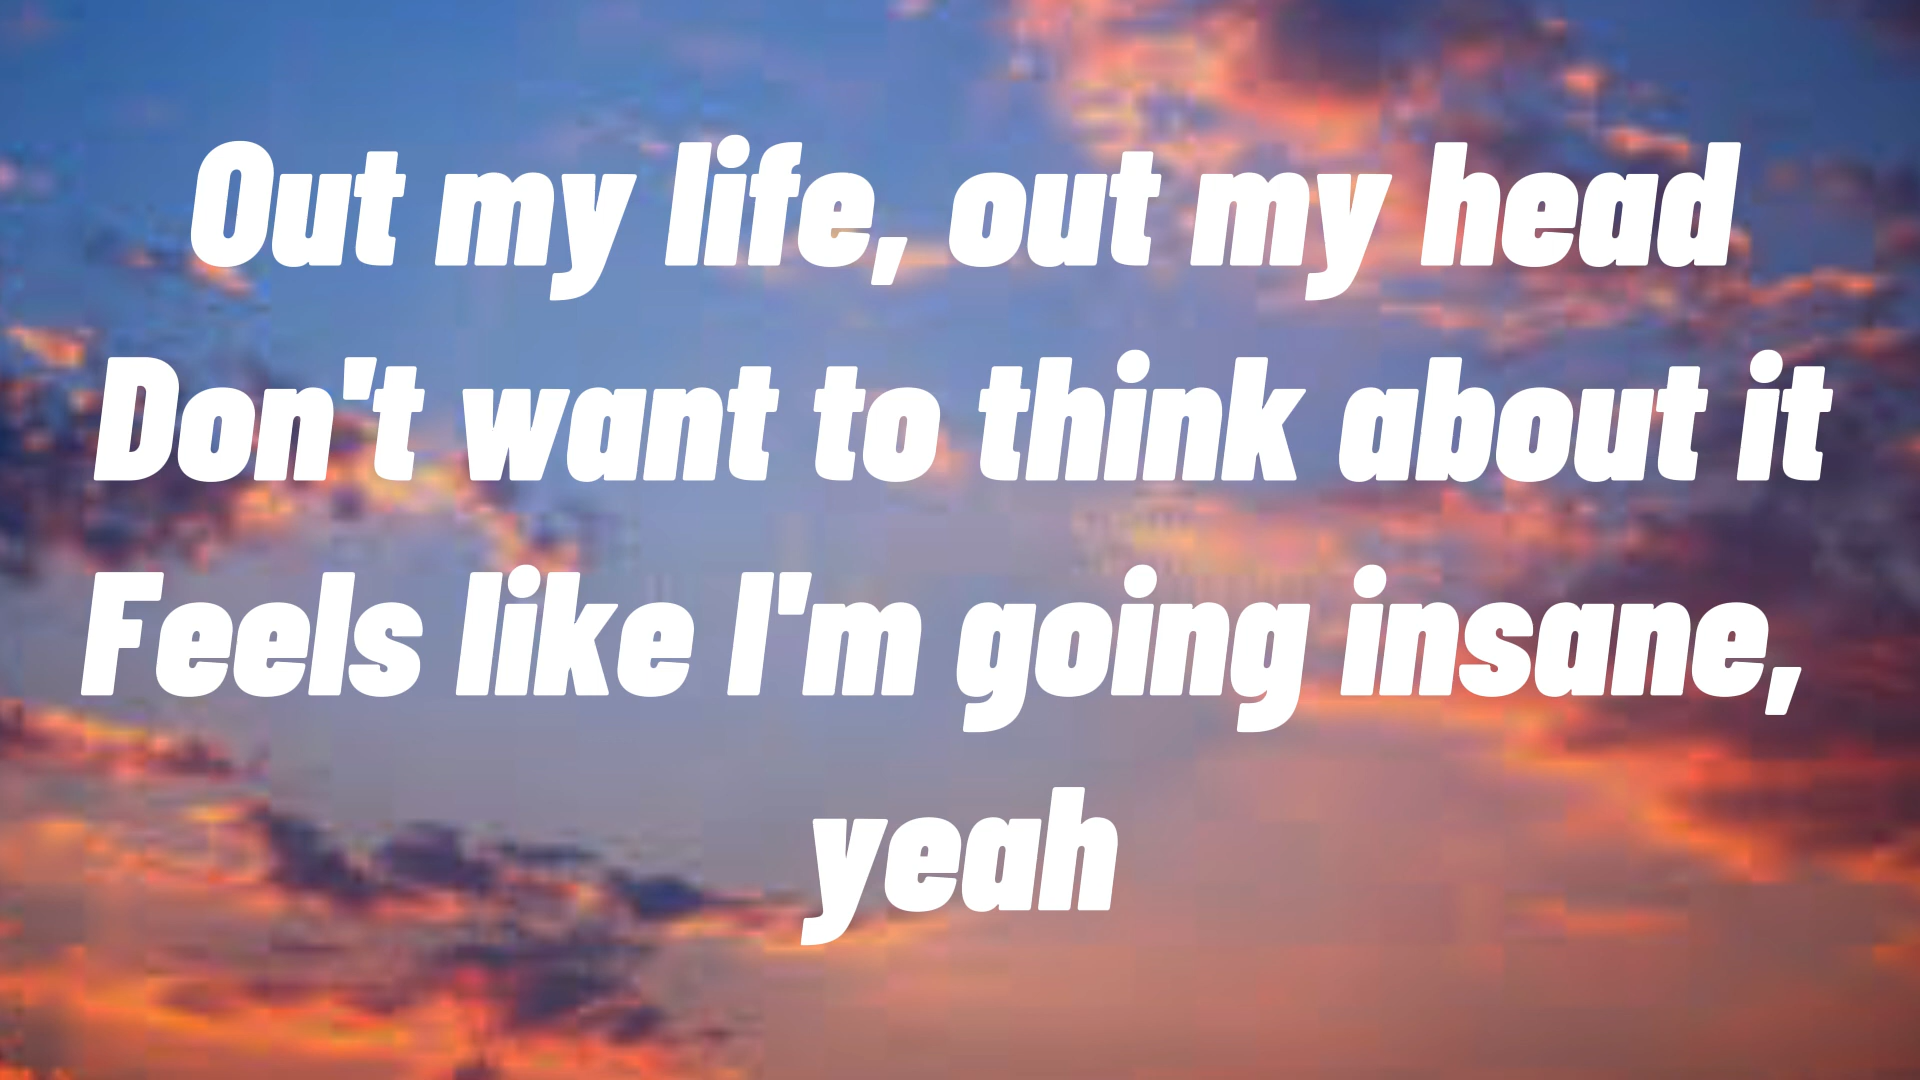 Out my life, out my head
Don't want to think about it
Feels like I'm going insane,
yeah